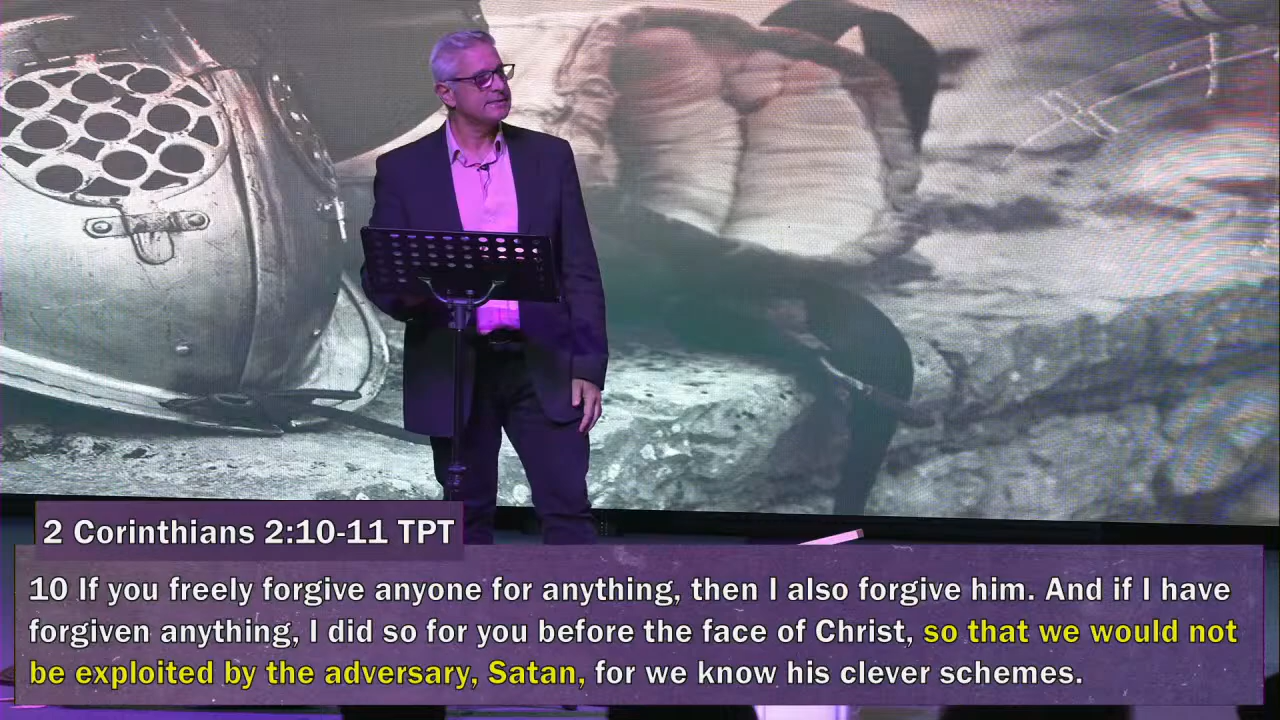 2 Corinthians 2:10-11 TPT
10 If you freely forgive anyone for anything, then I also forgive him. And if I have
forgiven anything, I did so for you before the face of Christ, so that we would not
be exploited by the adversary, Satan, for we know his clever schemes.